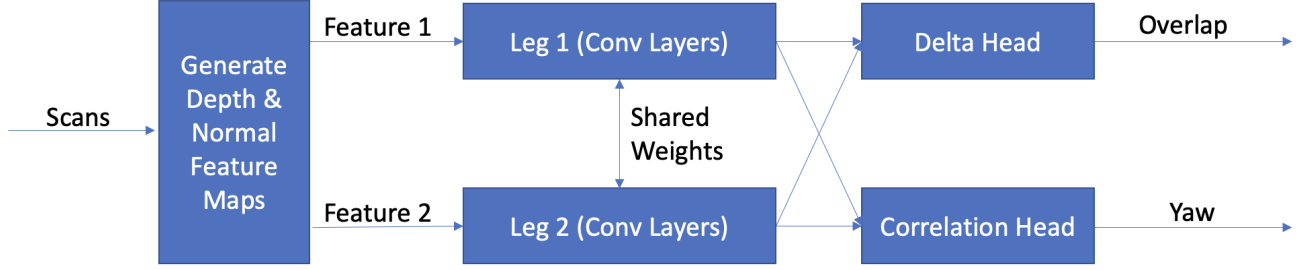 Scans
Generate
Depth &
Normal
Feature
Maps
Feature 1
Feature 2
Leg 1 (Conv Layers)
Shared
Weights
Leg 2 (Conv Layers)
Delta Head
Correlation Head
Overlap
Yaw